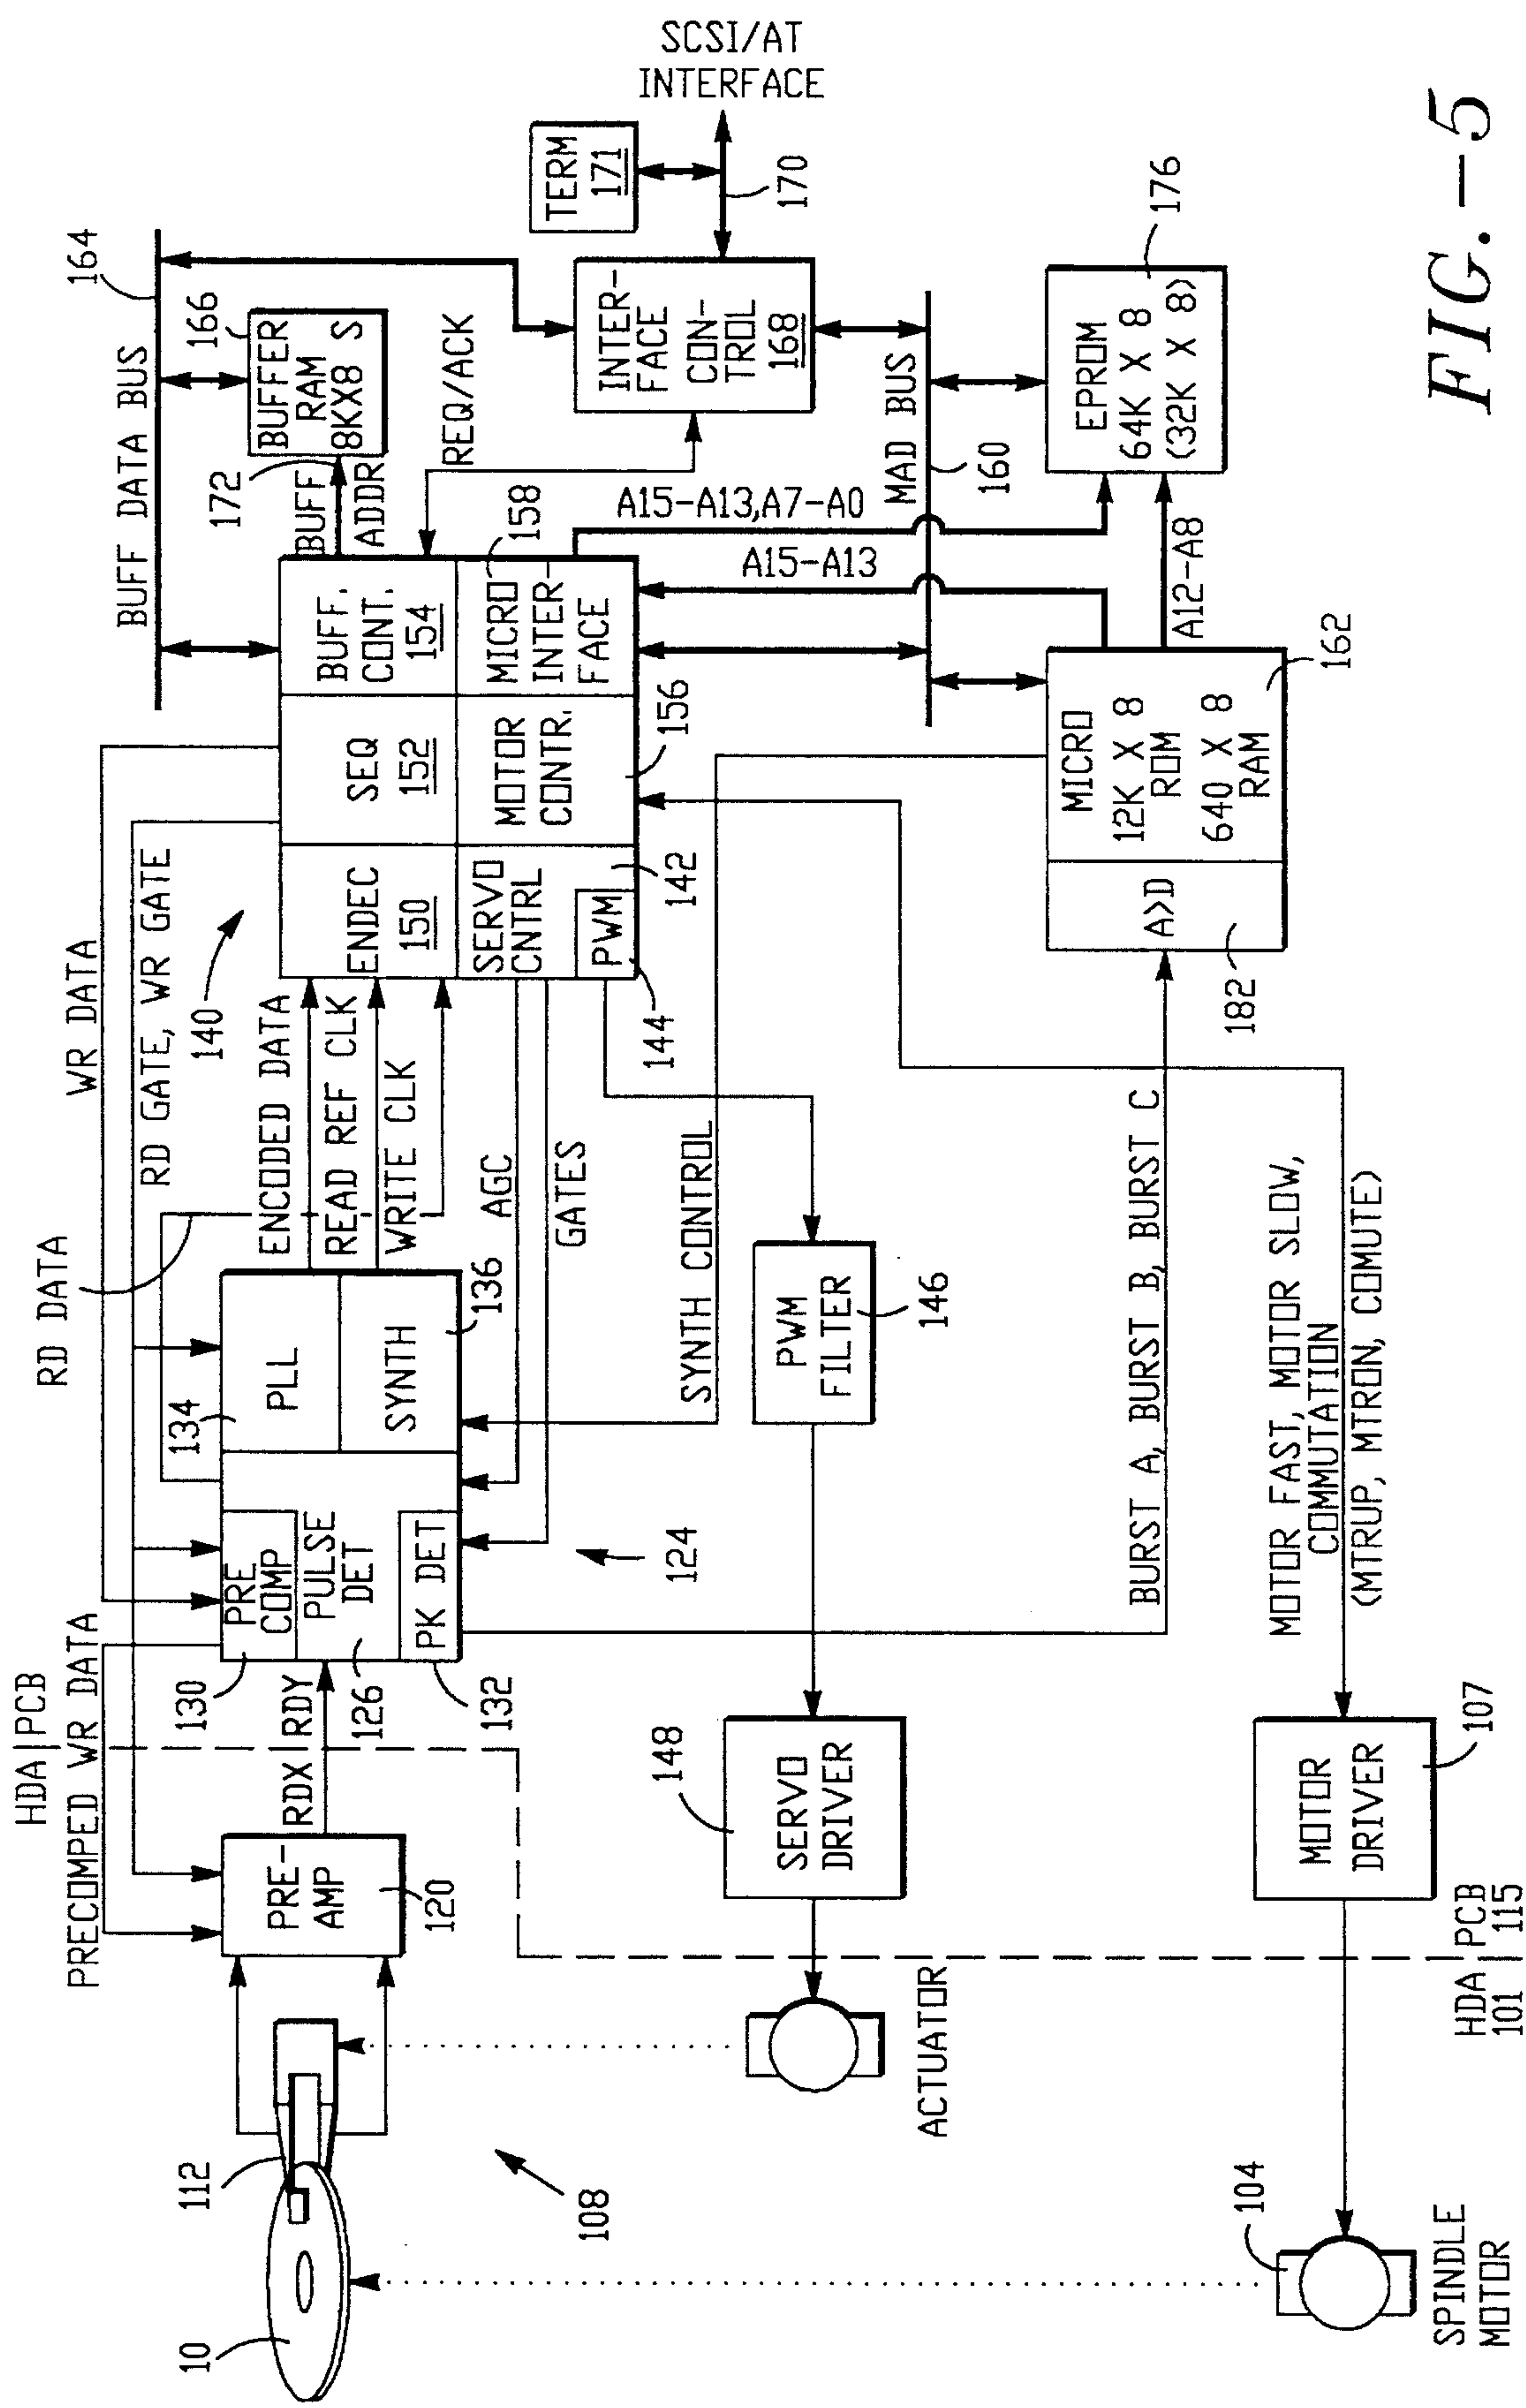 SCSI/AT
INTERFACE
TERM
171
170
164
BUFF DATA BUS
166
BUFFER
RAM
8KX8 S
172
BUFF
ADDR
REQ/ACK
INTER-
FACE
CON-
TROL
168
MAD BUS
160
176
EPROM
64K X 8
(32K X 8)
A15-A13,A7-A0
A15-A13
A12-A8
158
BUFF.
CONT.
154
MICRO
INTER-
FACE
SEQ
152
MOTOR
CONTR.
156
ENDEC
150
SERVO
CNTRL
142
PWM
144
140
162
MICRO
12K X 8
ROM
640 X 8
RAM
A>D
182
WR DATA
RD GATE, WR GATE
RD DATA
ENCODED DATA
READ REF CLK
WRITE CLK
AGC
GATES
SYNTH CONTROL
134
PLL
SYNTH
136
PRE
COMP
PULSE
DET
PK DET
130
126
132
124
PWM
FILTER
146
BURST A, BURST B, BURST C
MOTOR FAST, MOTOR SLOW,
COMMUTATION
(MTRUP, MTRON, COMUTE)
HDA PCB
PRECOMPED WR DATA
RDX RDY
PRE-
AMP
120
148
SERVO
DRIVER
MOTOR
DRIVER
107
HDA PCB
101 115
ACTUATOR
112
108
10
104
SPINDLE
MOTOR
FIG.-5